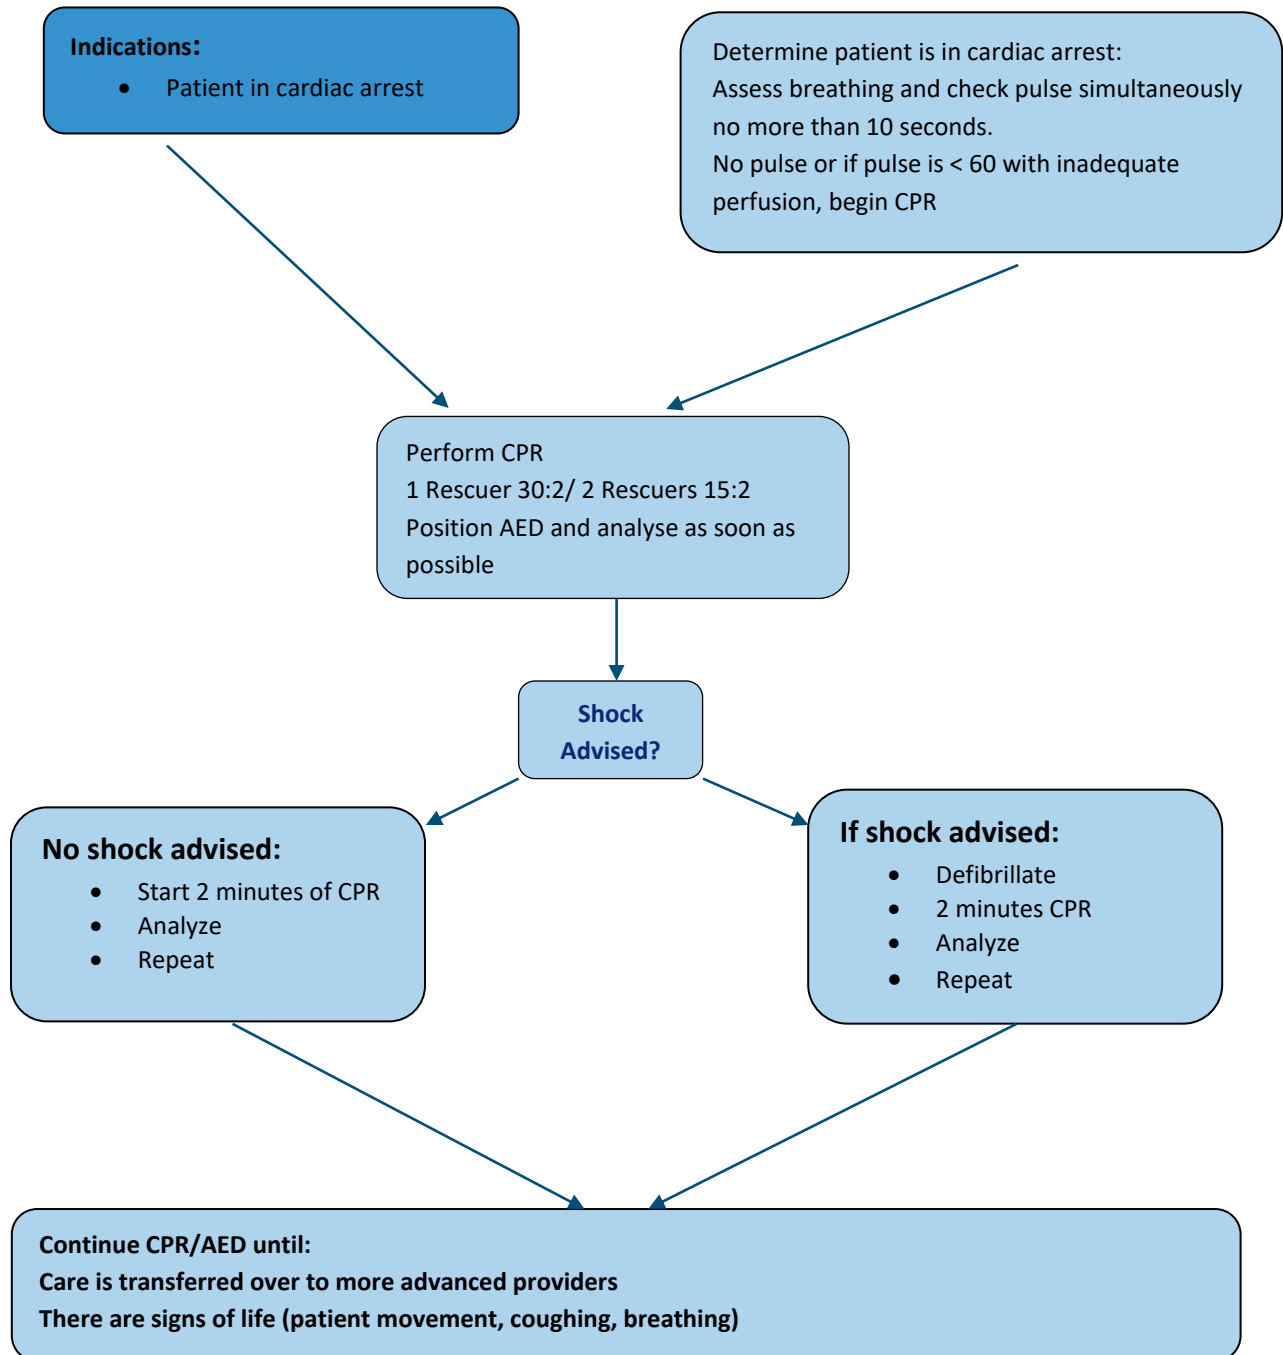 Indications:
• Patient in cardiac arrest
Determine patient is in cardiac arrest:
Assess breathing and check pulse simultaneously
no more than 10 seconds.
No pulse or if pulse is < 60 with inadequate
perfusion, begin CPR
Perform CPR
1 Rescuer 30:2/ 2 Rescuers 15:2
Position AED and analyse as soon as
possible
Shock
Advised?
No shock advised:
• Start 2 minutes of CPR
• Analyze
• Repeat
If shock advised:
• Defibrillate
• 2 minutes CPR
• Analyze
• Repeat
Continue CPR/AED until:
Care is transferred over to more advanced providers
There are signs of life (patient movement, coughing, breathing)